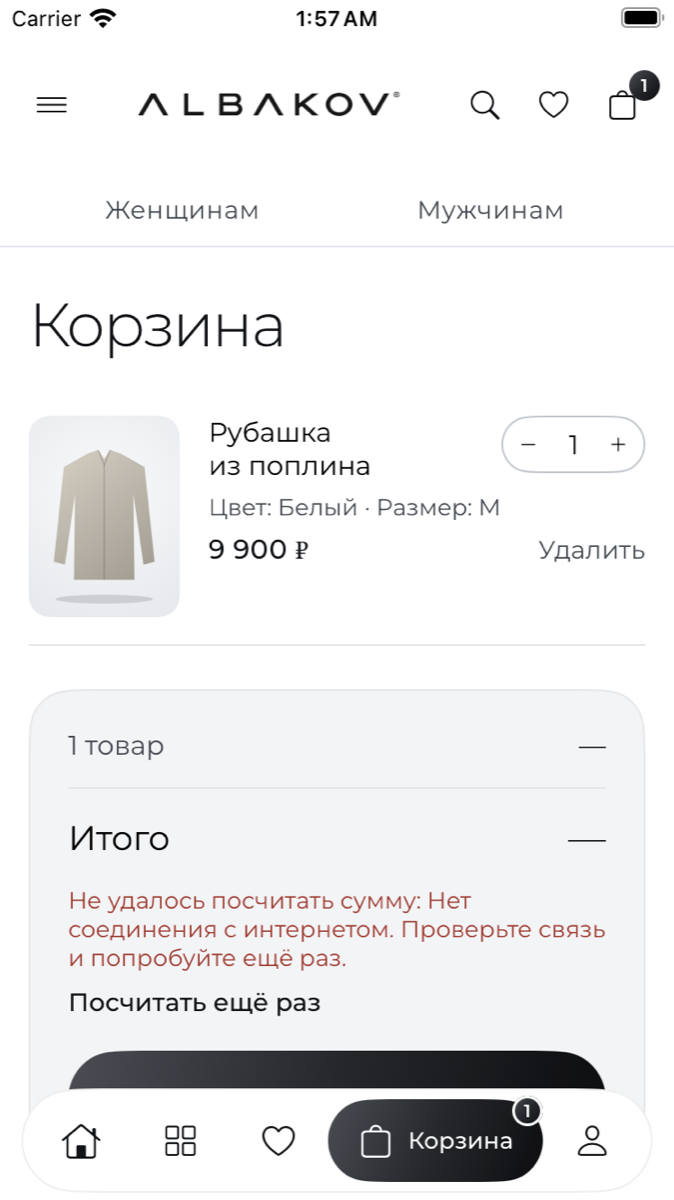 Carrier 1:57 AM
ALBAKOV® 1
Женщинам Мужчинам
Корзина
Рубашка
из поплина
− 1 +
Цвет: Белый · Размер: M
9 900 ₽ Удалить
1 товар —
Итого —
Не удалось посчитать сумму: Нет
соединения с интернетом. Проверьте связь
и попробуйте ещё раз.
Посчитать ещё раз
Корзина 1